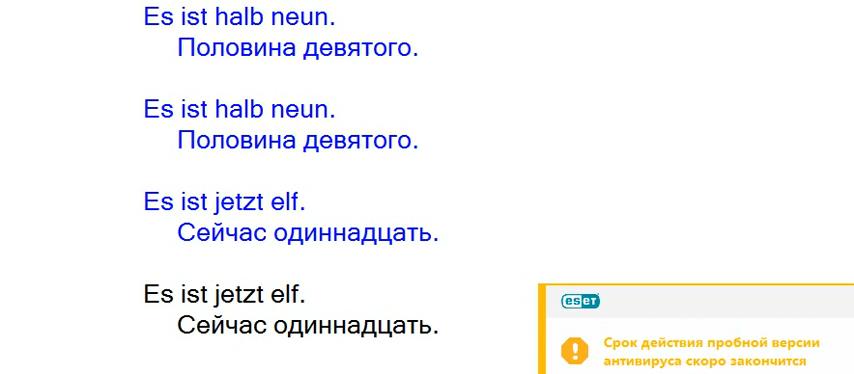 Es ist halb neun.
Половина девятого.
Es ist halb neun.
Половина девятого.
Es ist jetzt elf.
Сейчас одиннадцать.
Es ist jetzt elf.
Сейчас одиннадцать.
eseт
Срок действия пробной версии
антивируса скоро закончится